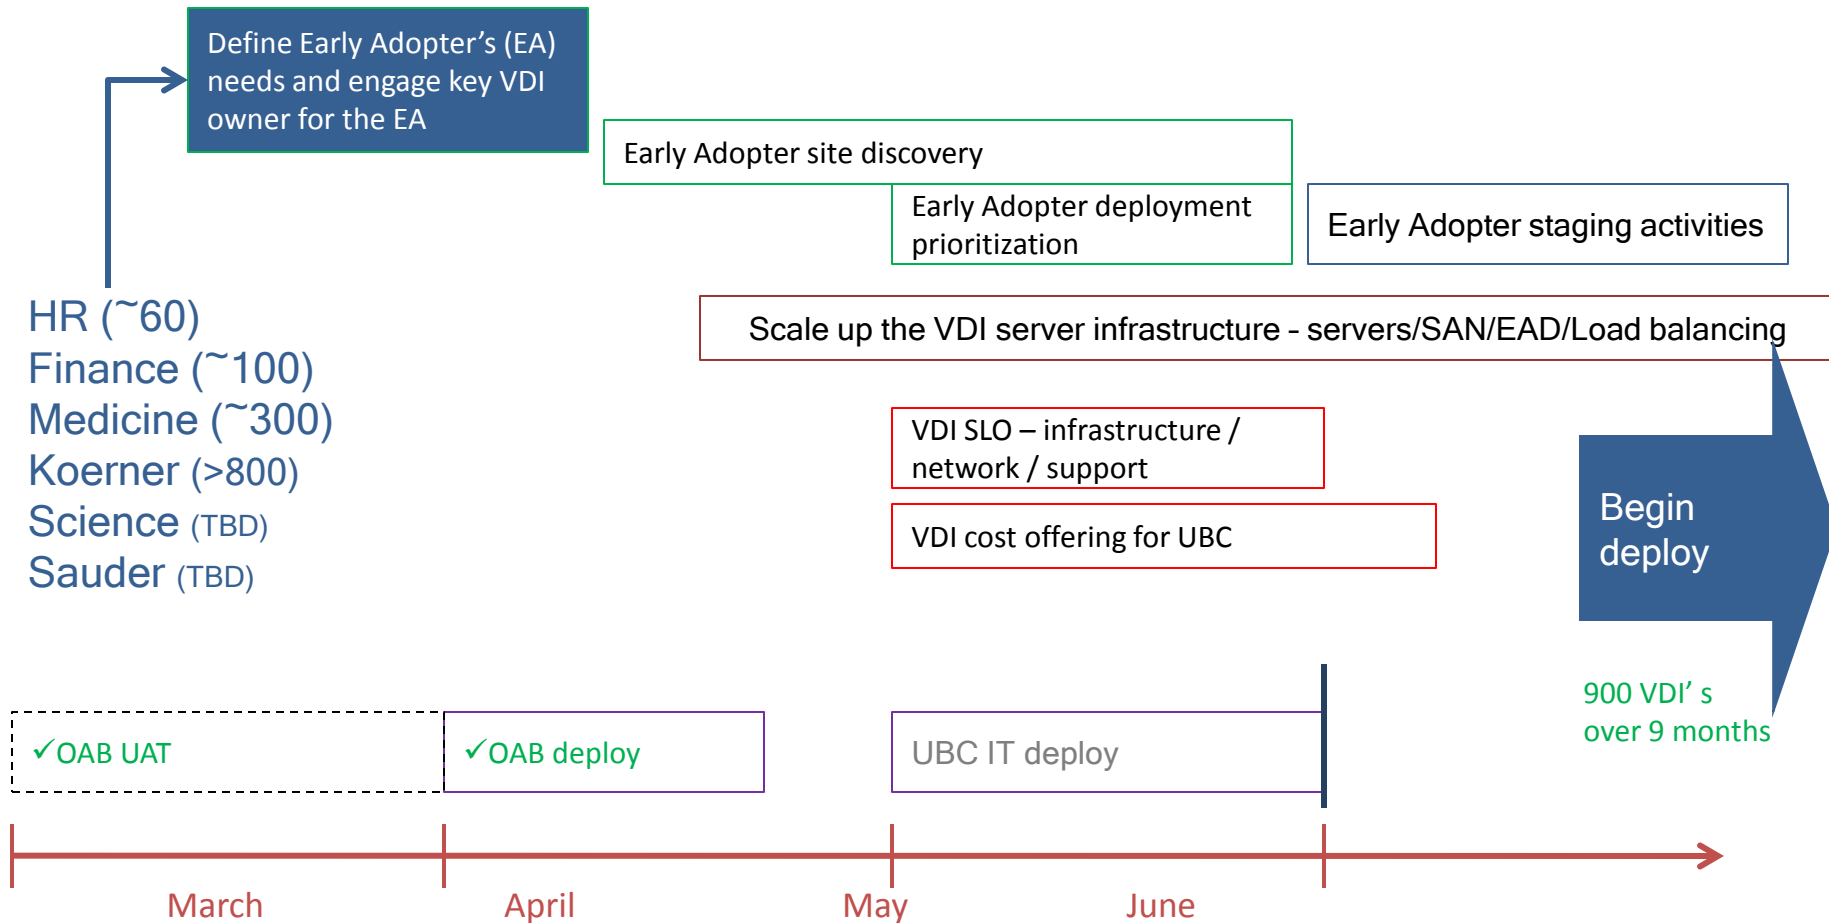 Define Early Adopter’s (EA)
needs and engage key VDI
owner for the EA
Early Adopter site discovery
Early Adopter deployment
prioritization
Early Adopter staging activities
HR (~60)
Finance (~100)
Medicine (~300)
Koerner (>800)
Science (TBD)
Sauder (TBD)
Scale up the VDI server infrastructure - servers/SAN/EAD/Load balancing
VDI SLO – infrastructure /
network / support
VDI cost offering for UBC
Begin
deploy
900 VDI’ s
over 9 months
✓OAB UAT
✓OAB deploy
UBC IT deploy
March
April
May
June